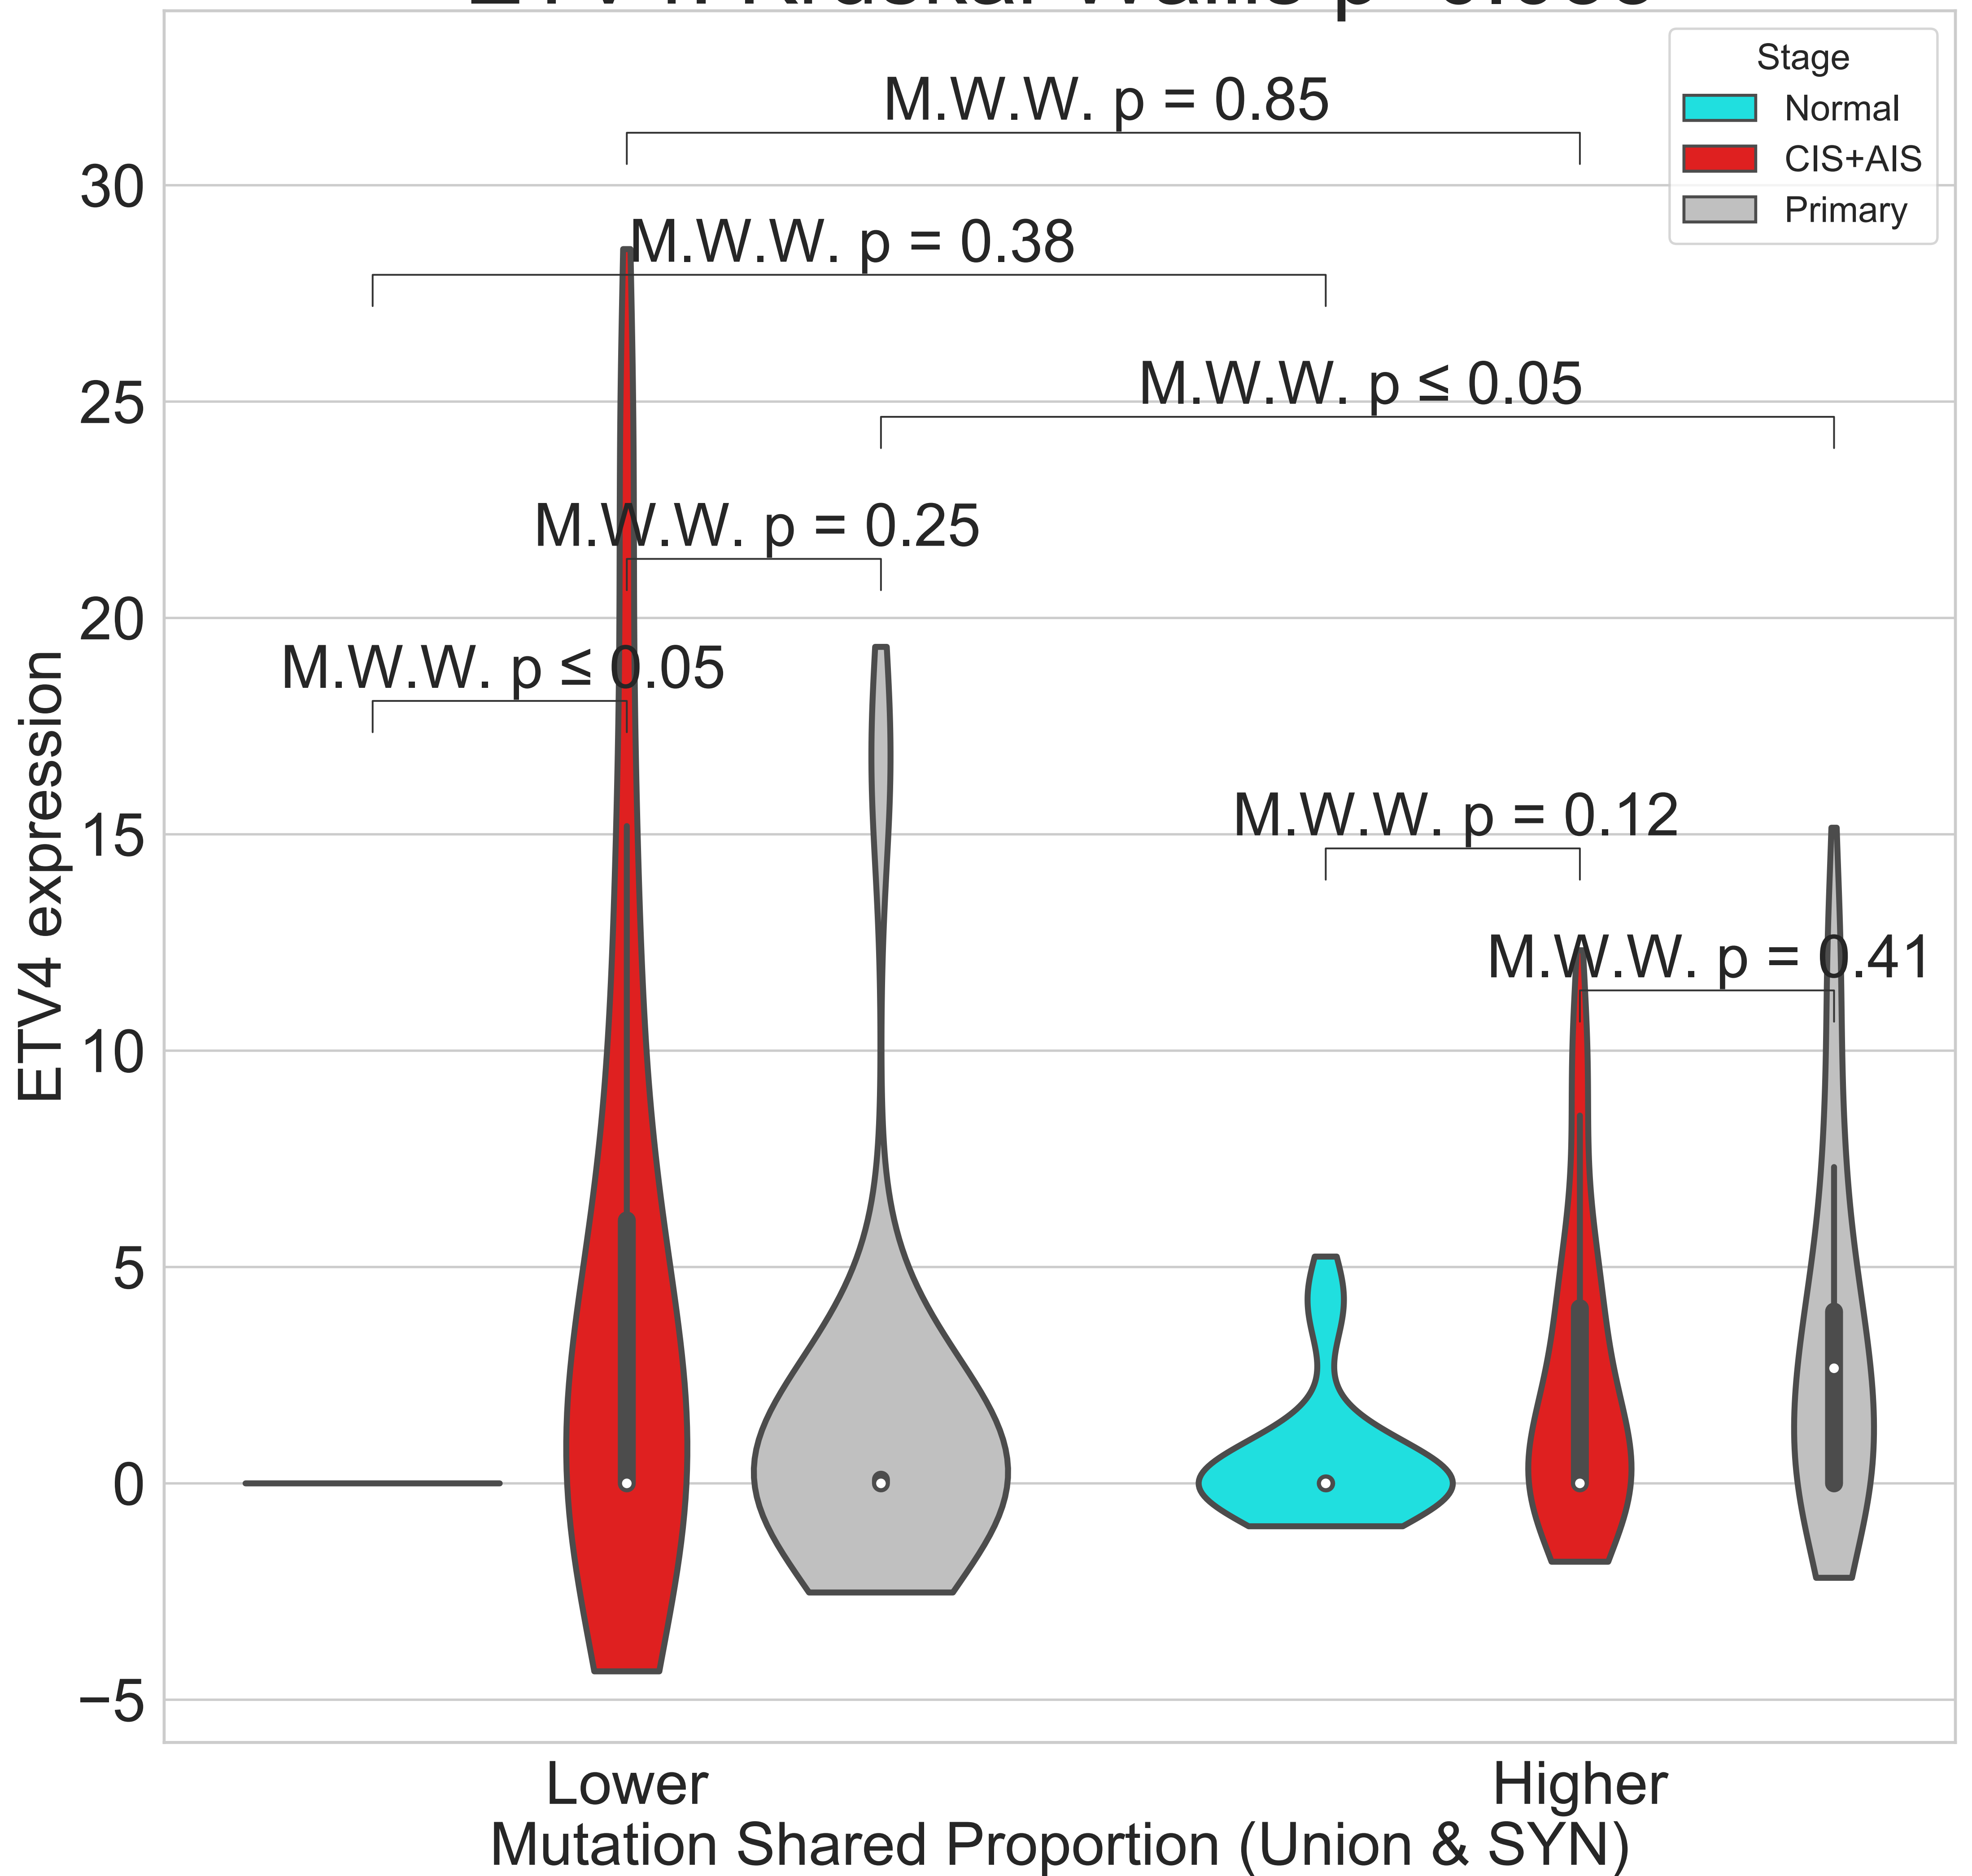 Stage
Normal
CIS+AIS
Primary
M.W.W. p = 0.85
M.W.W. p = 0.38
M.W.W. p ≤ 0.05
M.W.W. p = 0.25
M.W.W. p ≤ 0.05
M.W.W. p = 0.12
M.W.W. p = 0.41
30
25
20
15
10
5
0
−5
ETV4 expression
Lower
Higher
Mutation Shared Proportion (Union & SYN)